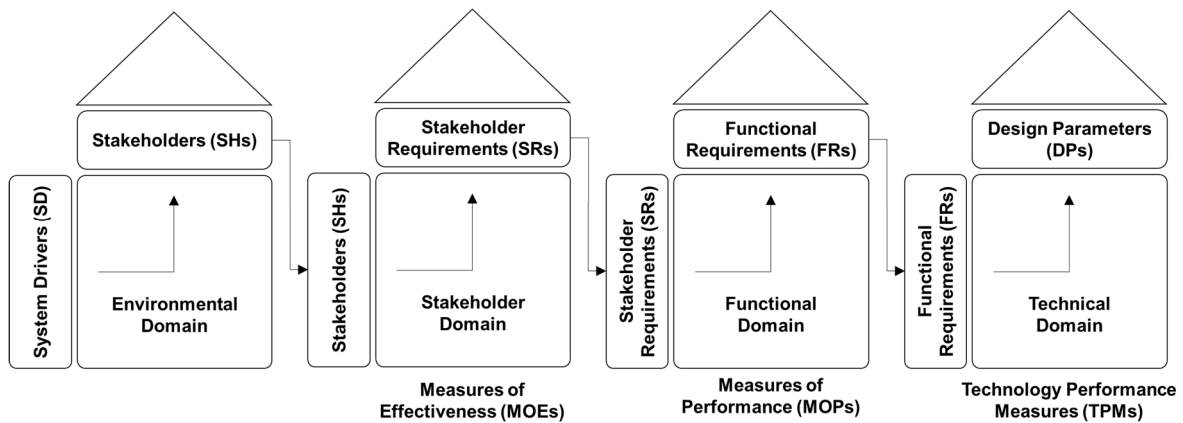 Stakeholders (SHs)
System Drivers (SD)
Environmental
Domain
Stakeholder
Requirements (SRs)
Stakeholders (SHs)
Stakeholder
Domain
Measures of
Effectiveness (MOEs)
Functional
Requirements (FRs)
Stakeholder
Requirements (SRs)
Functional
Domain
Measures of
Performance (MOPs)
Design Parameters
(DPs)
Functional
Requirements (FRs)
Technical
Domain
Technology Performance
Measures (TPMs)